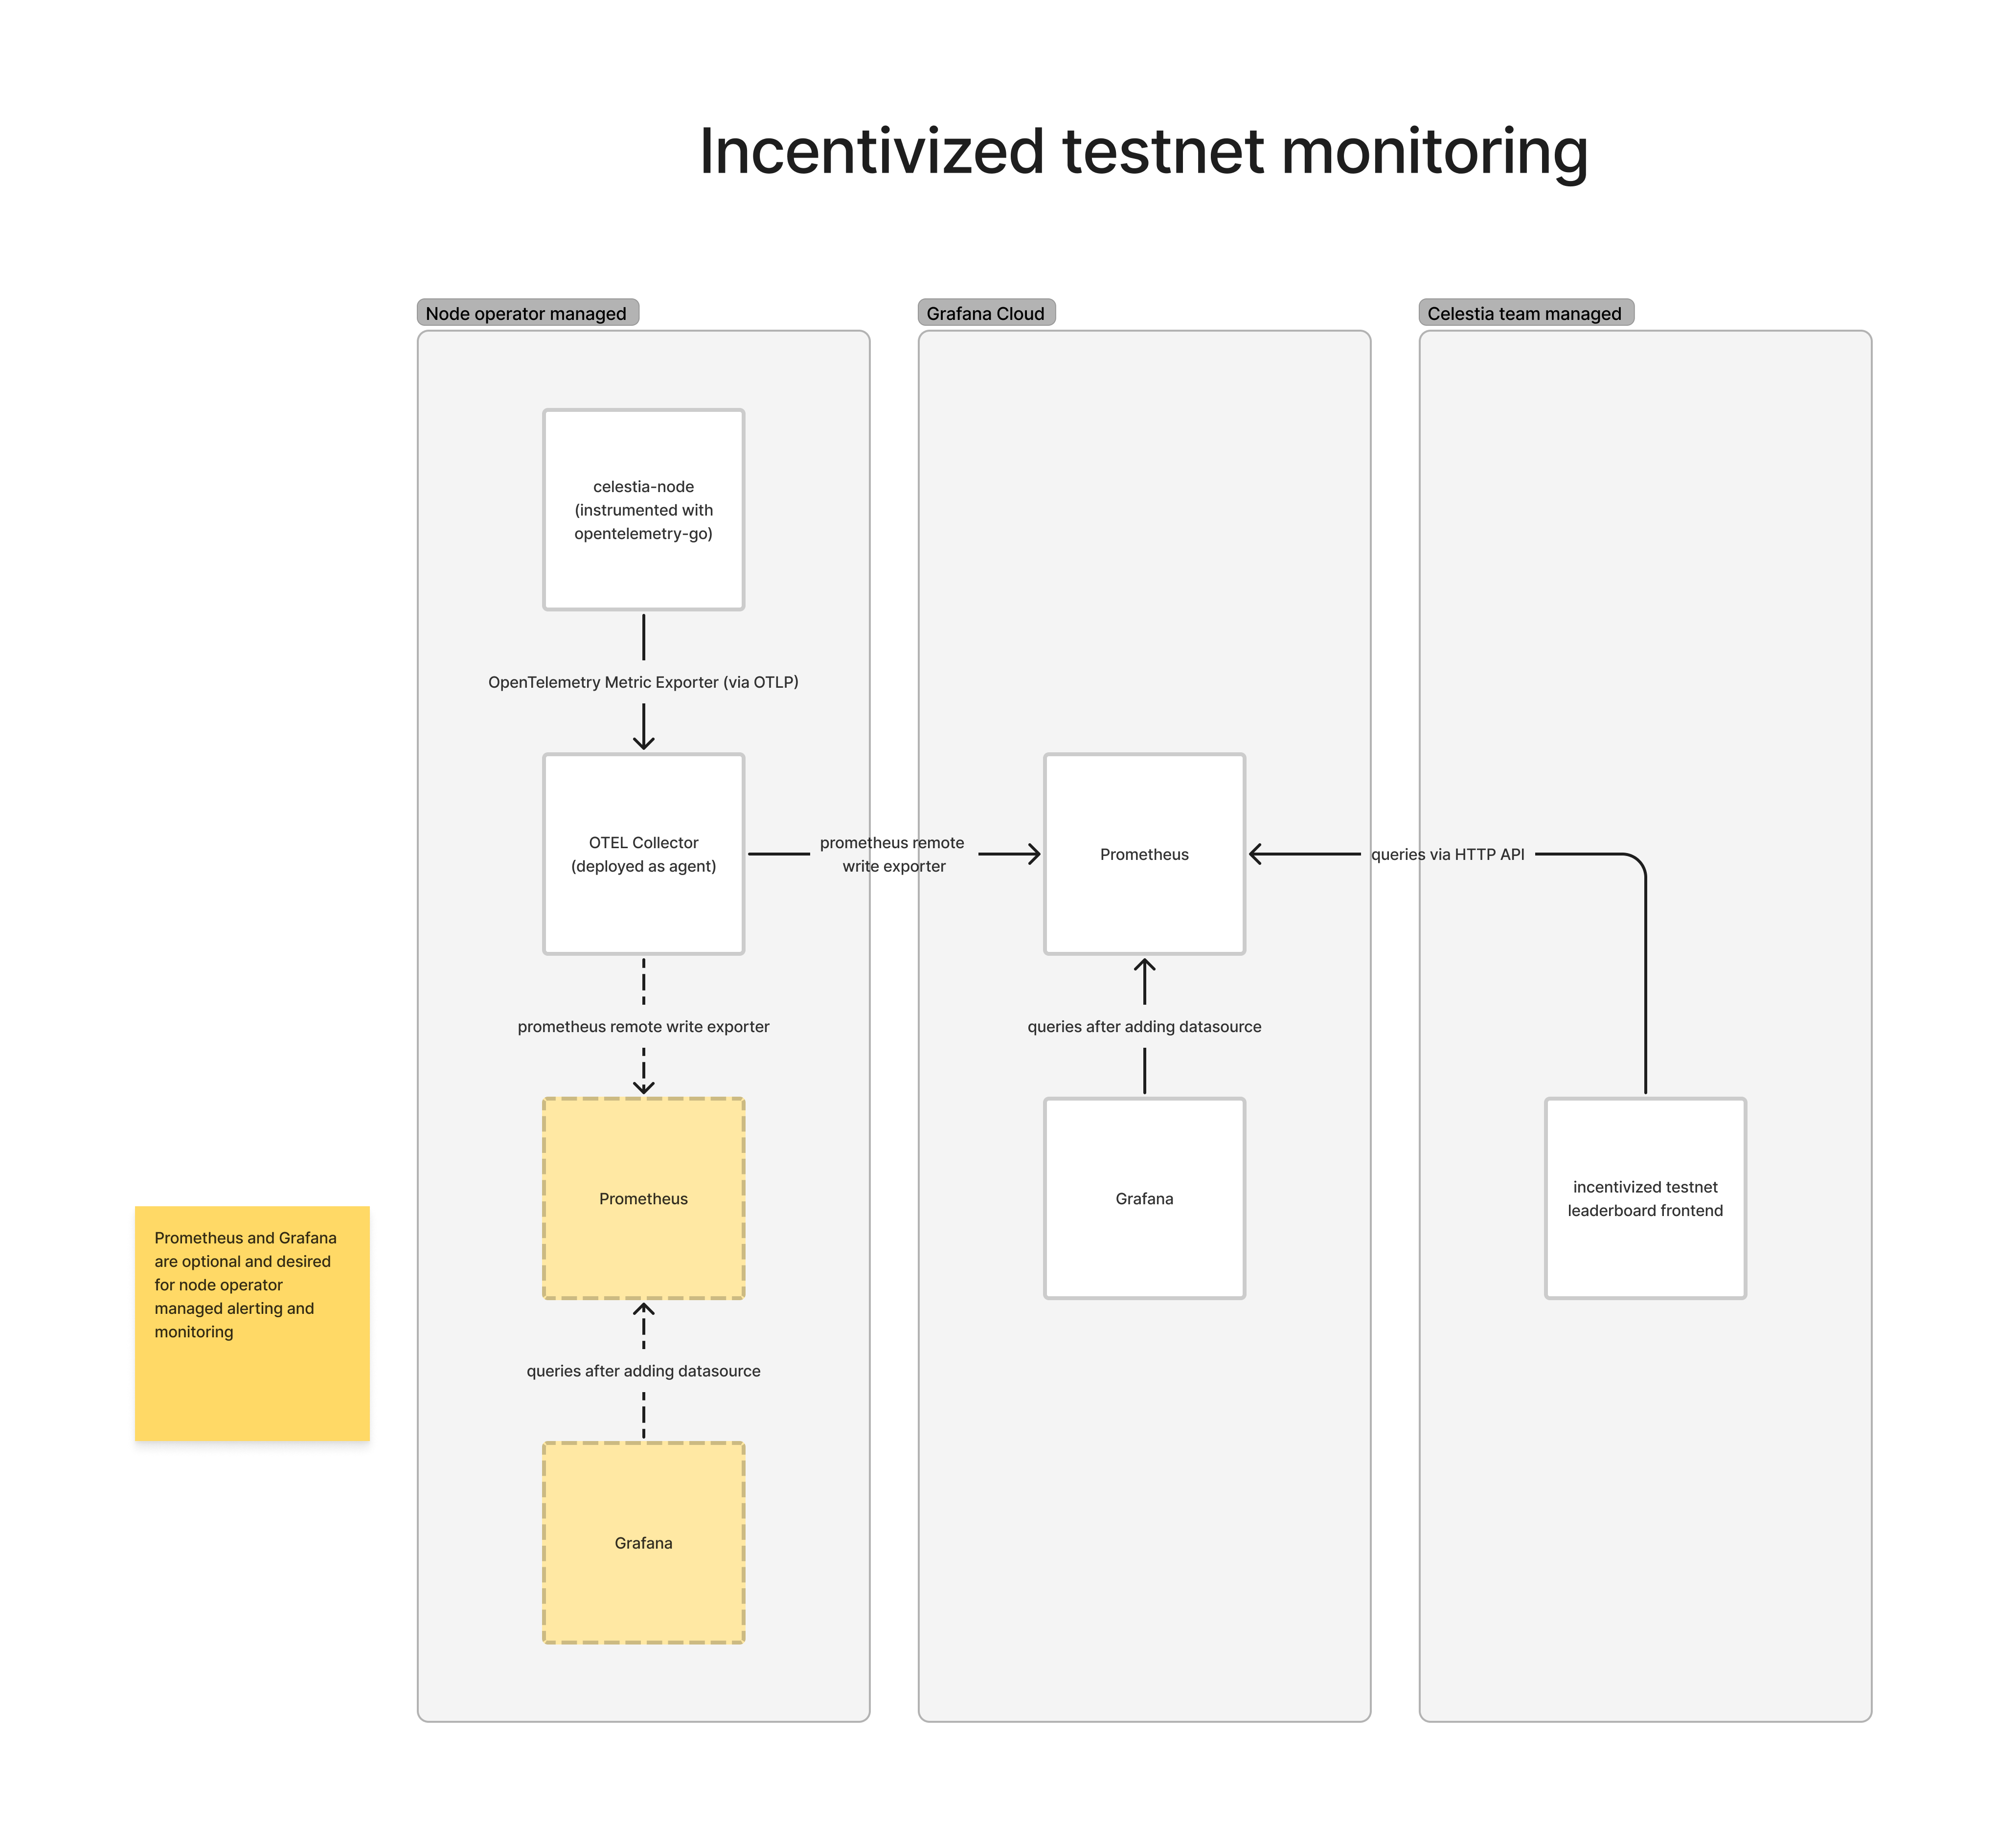 Incentivized testnet monitoring
Node operator managed
Grafana Cloud
Celestia team managed
celestia-node
(instrumented with
opentelemetry-go)
OpenTelemetry Metric Exporter (via OTLP)
OTEL Collector
(deployed as agent)
prometheus remote
write exporter
Prometheus
queries via HTTP API
prometheus remote write exporter
queries after adding datasource
Prometheus
Grafana
incentivized testnet
leaderboard frontend
Prometheus and Grafana
are optional and desired
for node operator
managed alerting and
monitoring
queries after adding datasource
Grafana